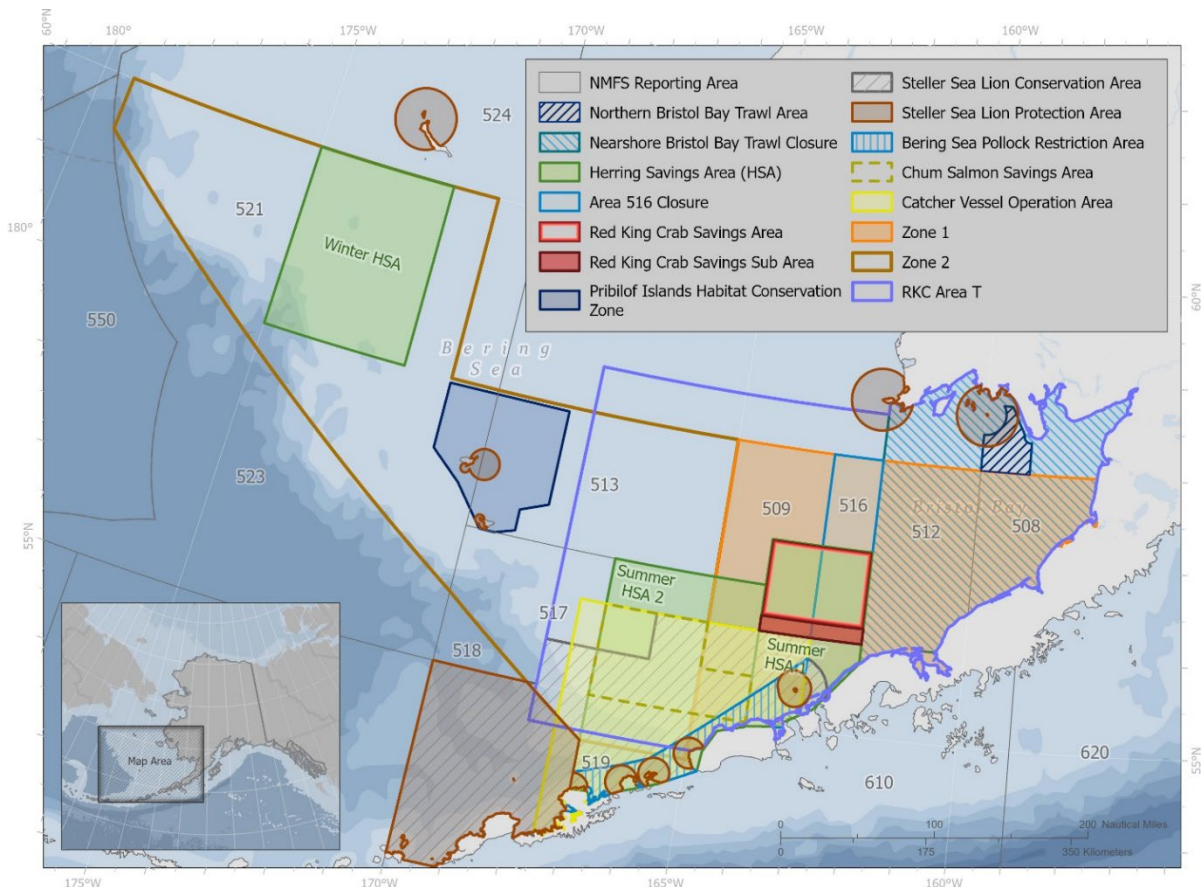 60°N
180°
175°W
170°W
165°W
160°W
NMFS Reporting Area
Northern Bristol Bay Trawl Area
Nearshore Bristol Bay Trawl Closure
Herring Savings Area (HSA)
Area 516 Closure
Red King Crab Savings Area
Red King Crab Savings Sub Area
Pribilof Islands Habitat Conservation
Zone
Steller Sea Lion Conservation Area
Steller Sea Lion Protection Area
Bering Sea Pollock Restriction Area
Chum Salmon Savings Area
Catcher Vessel Operation Area
Zone 1
Zone 2
RKC Area T
524
521
180°
Winter HSA
60°N
550
Bering
Sea
523
513
509
516
512
508
Bristol Bay
55°N
Summer
HSA 2
517
518
Summer
HSA
519
Map Area
610
620
55°N
0
100
200 Nautical Miles
0
175
350 Kilometers
175°W
170°W
165°W
160°W